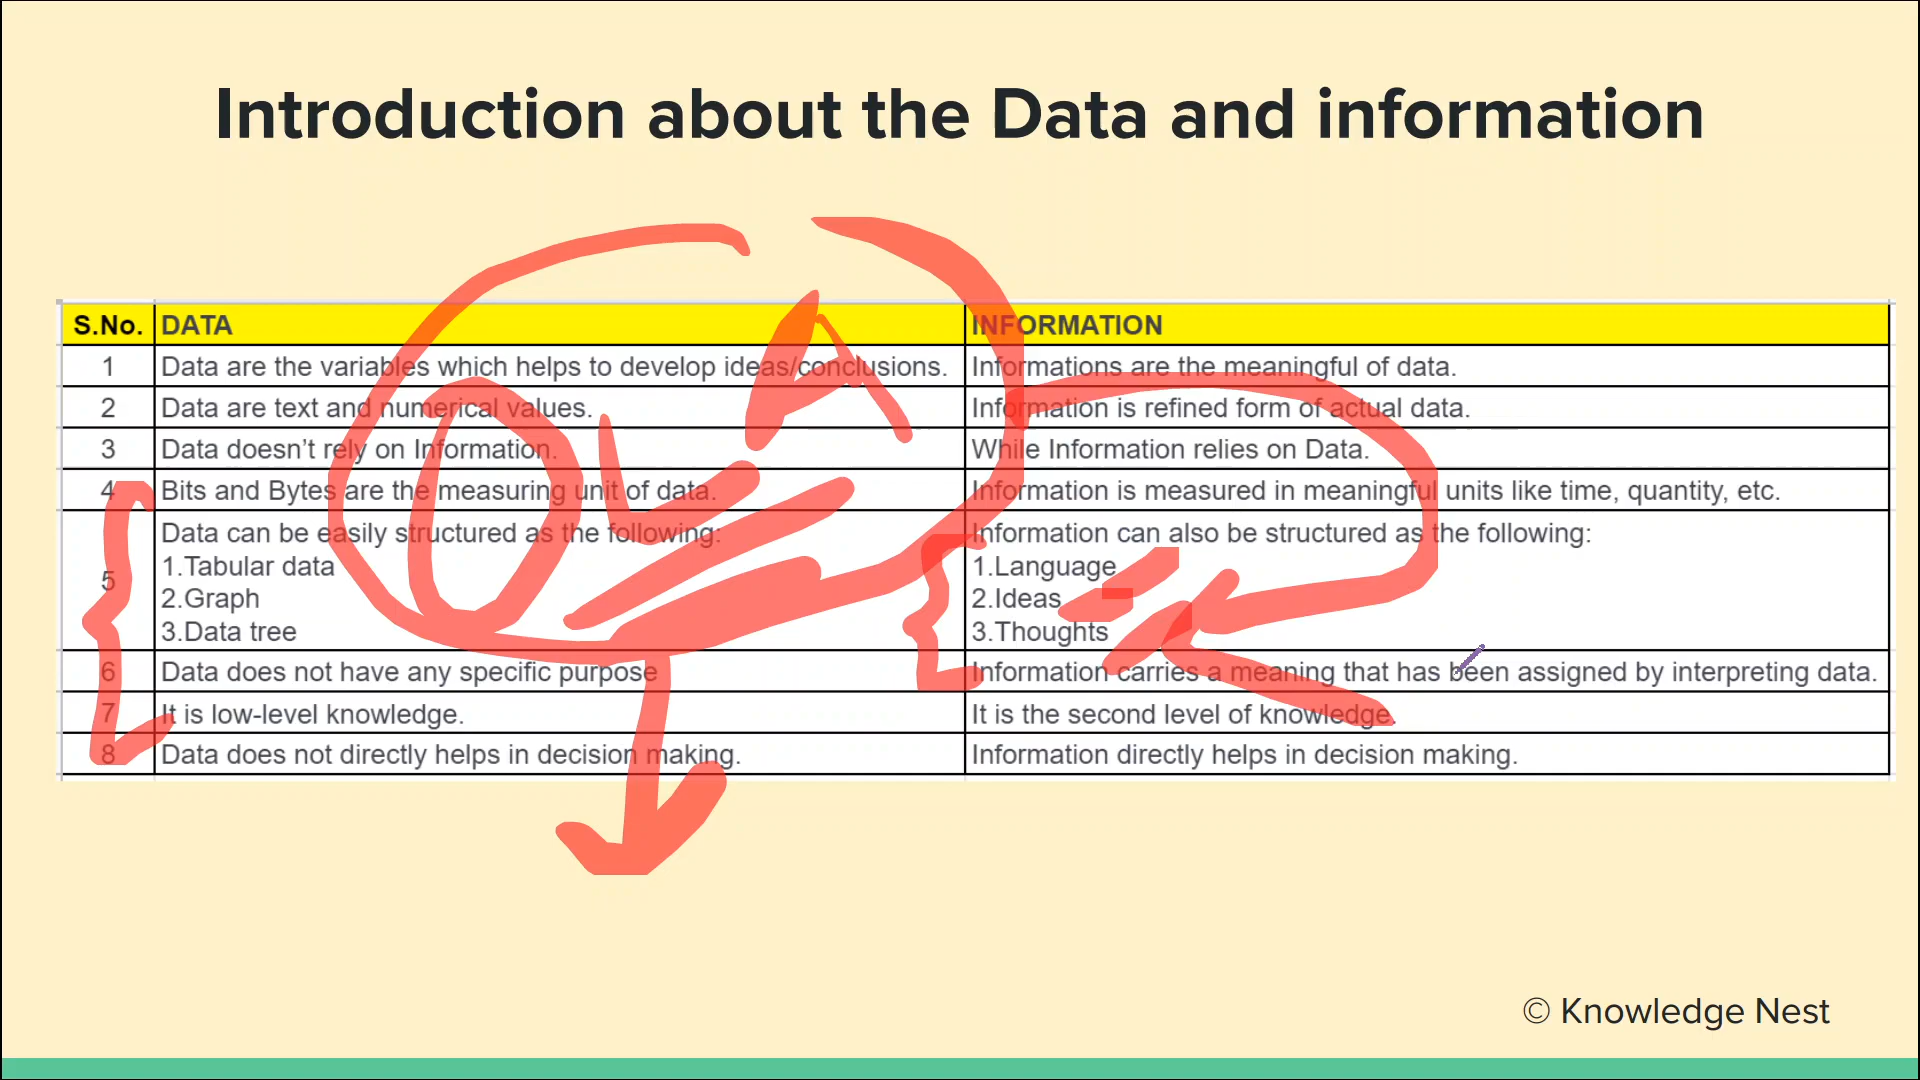 Introduction about the Data and information
S.No. DATA INFORMATION
1 Data are the variables which helps to develop ideas/conclusions. Informations are the meaningful of data.
2 Data are text and numerical values. Information is refined form of actual data.
3 Data doesn't rely on Information. While Information relies on Data.
4 Bits and Bytes are the measuring unit of data. Information is measured in meaningful units like time, quantity, etc.
5 Data can be easily structured as the following: Information can also be structured as the following:
1.Tabular data 1.Language
2.Graph 2.Ideas
3.Data tree 3.Thoughts
6 Data does not have any specific purpose Information carries a meaning that has been assigned by interpreting data.
7 It is low-level knowledge. It is the second level of knowledge.
8 Data does not directly helps in decision making. Information directly helps in decision making.
© Knowledge Nest